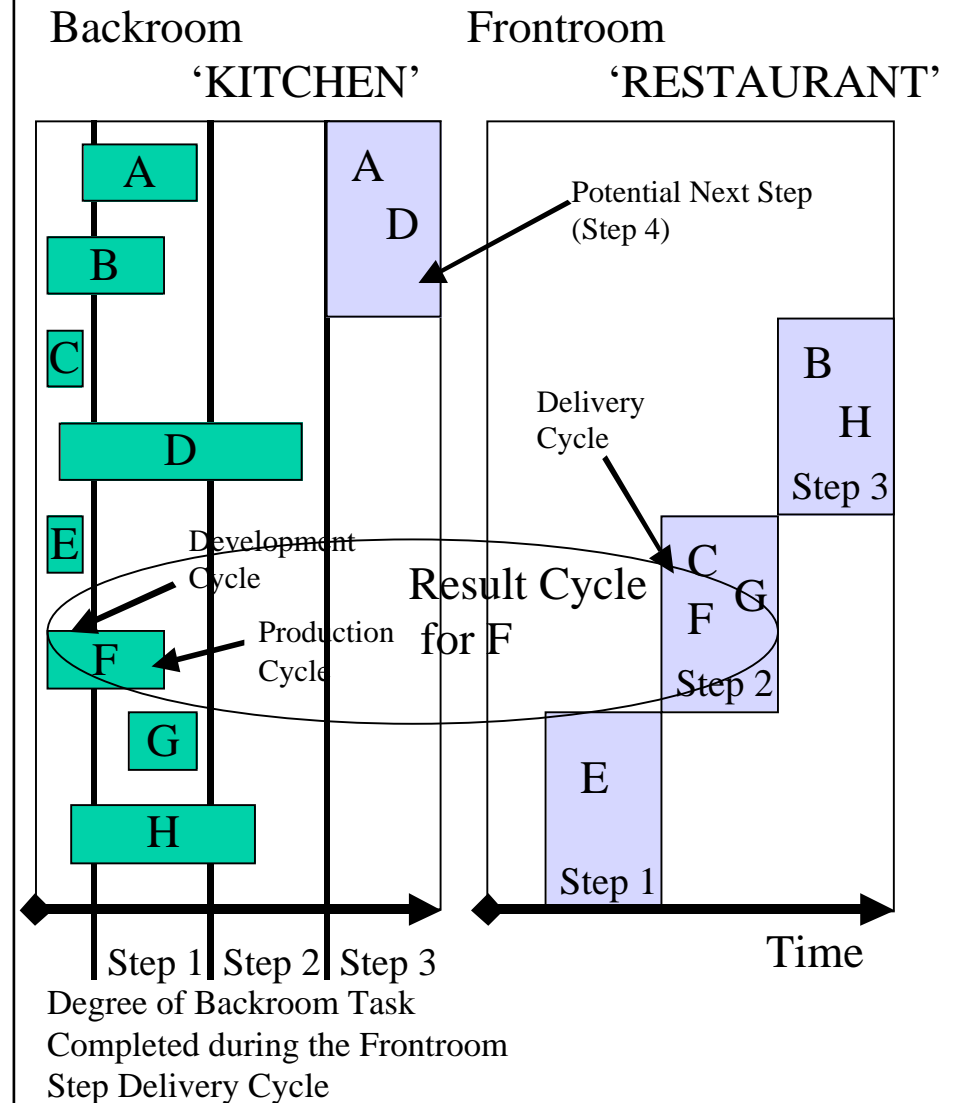 Backroom
‘KITCHEN’
Frontroom
‘RESTAURANT’
A
B
C
D
E
F
G
H
A
D
Potential Next Step
(Step 4)
Delivery
Cycle
Development
Cycle
Production
Cycle
Result Cycle
for F
B
H
Step 3
C
G
F
Step 2
E
Step 1
Step 1
Step 2
Step 3
Time
Degree of Backroom Task
Completed during the Frontroom
Step Delivery Cycle